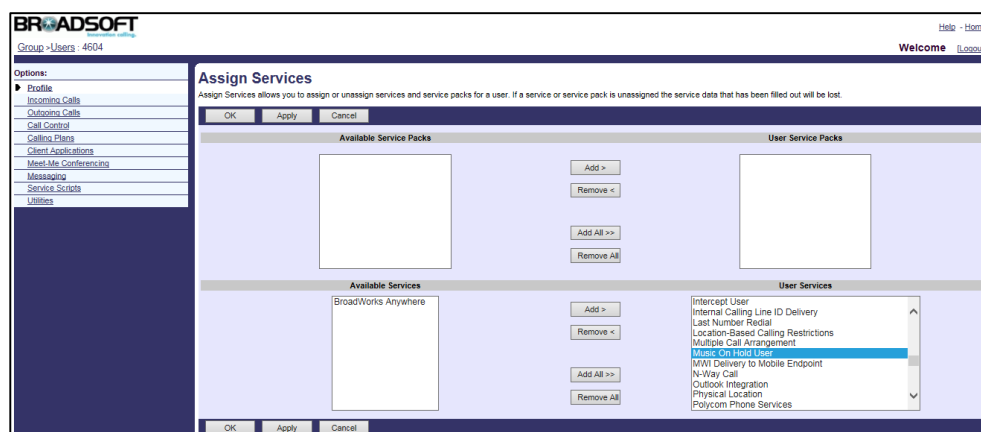 BROADSOFT
innovation calling.
Help - Hom
Group >Users : 4604
Welcome [Logou
Options:
Profile
Incoming Calls
Outgoing Calls
Call Control
Calling Plans
Client Applications
Meet-Me Conferencing
Messaging
Service Scripts
Utilities
Assign Services
Assign Services allows you to assign or unassign services and service packs for a user. If a service or service pack is unassigned the service data that has been filled out will be lost.
OK Apply Cancel
Available Service Packs User Service Packs
Add >
Remove <
Add All >>
Remove All
Available Services User Services
BroadWorks Anywhere
Add >
Remove <
Add All >>
Remove All
Intercept User
Internal Calling Line ID Delivery
Last Number Redial
Location-Based Calling Restrictions
Multiple Call Arrangement
Music On Hold User
MWI Delivery to Mobile Endpoint
N-Way Call
Outlook Integration
Physical Location
Polycom Phone Services
OK Apply Cancel